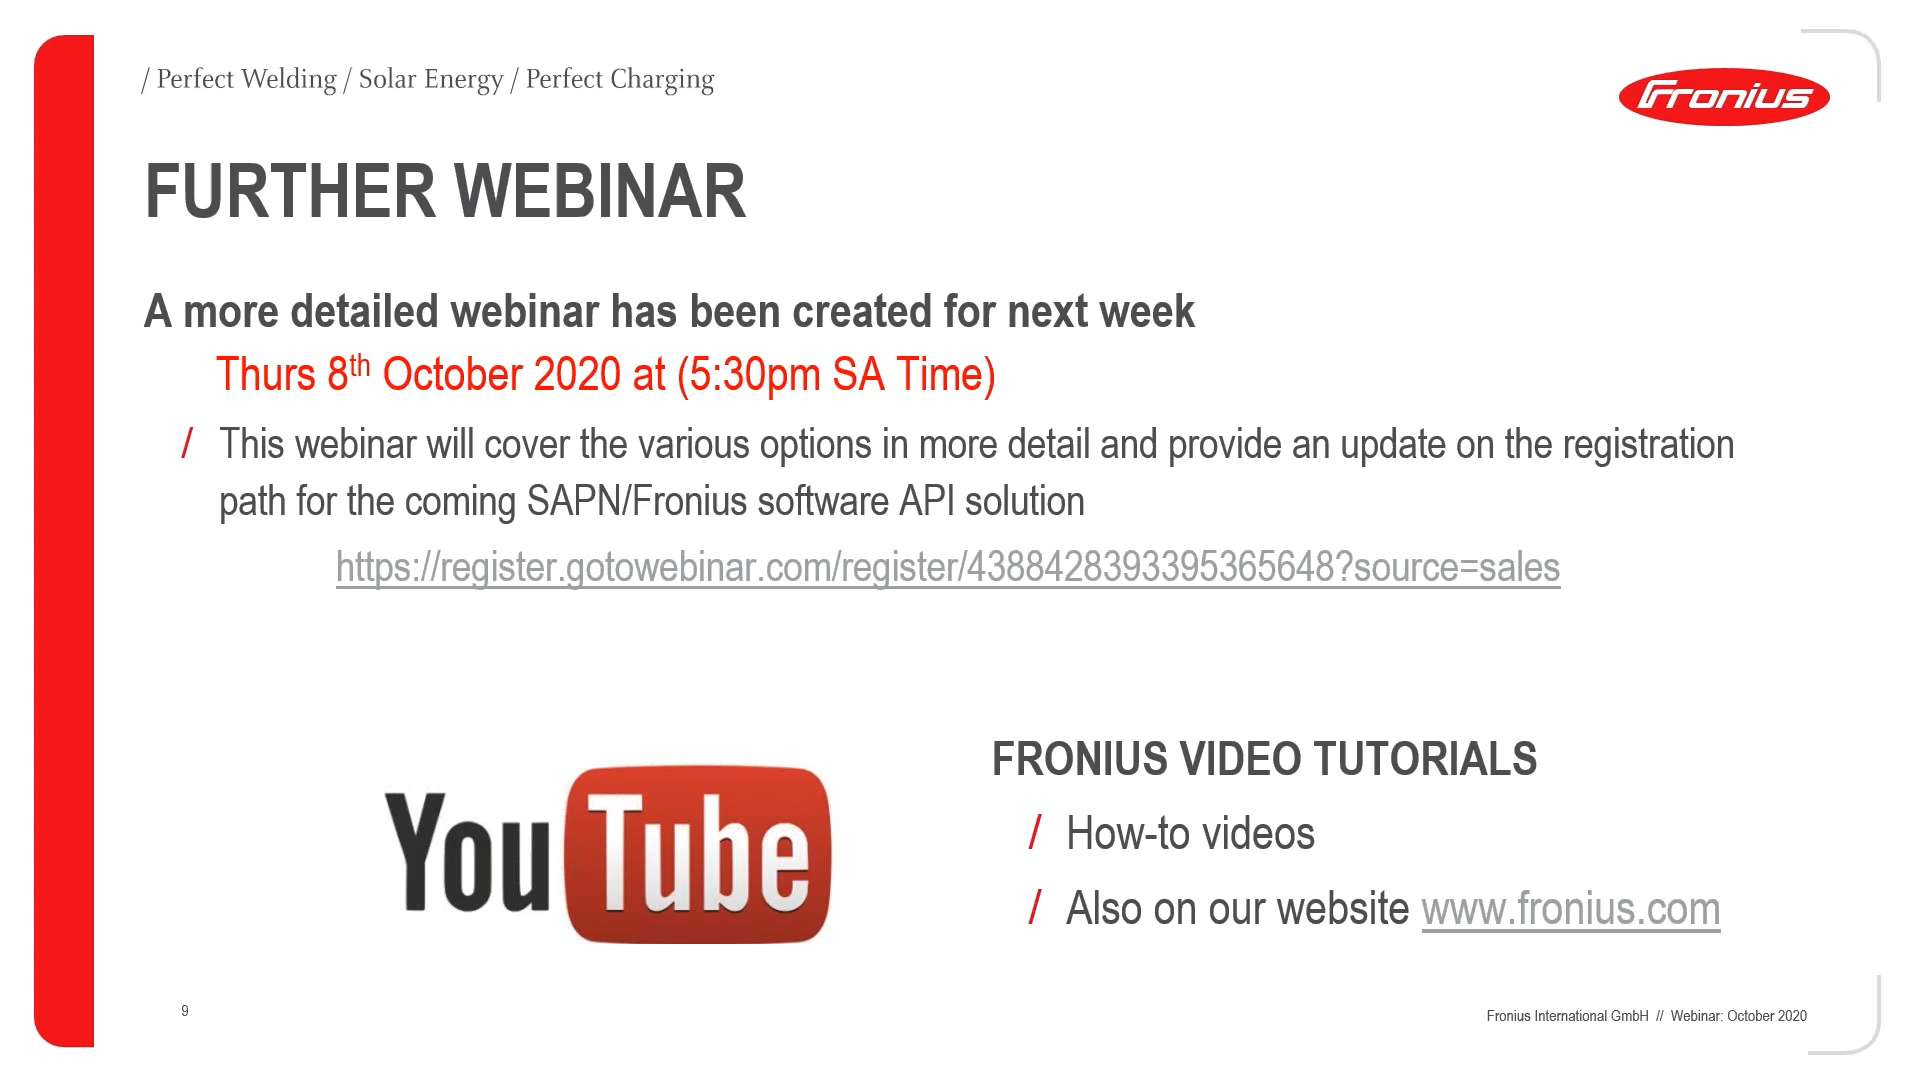 / Perfect Welding / Solar Energy / Perfect Charging
Fronius
FURTHER WEBINAR
A more detailed webinar has been created for next week
Thurs 8th October 2020 at (5:30pm SA Time)
/ This webinar will cover the various options in more detail and provide an update on the registration
path for the coming SAPN/Fronius software API solution
https://register.gotowebinar.com/register/4388428393395365648?source=sales
YouTube
FRONIUS VIDEO TUTORIALS
/ How-to videos
/ Also on our website www.fronius.com
9
Fronius International GmbH // Webinar: October 2020